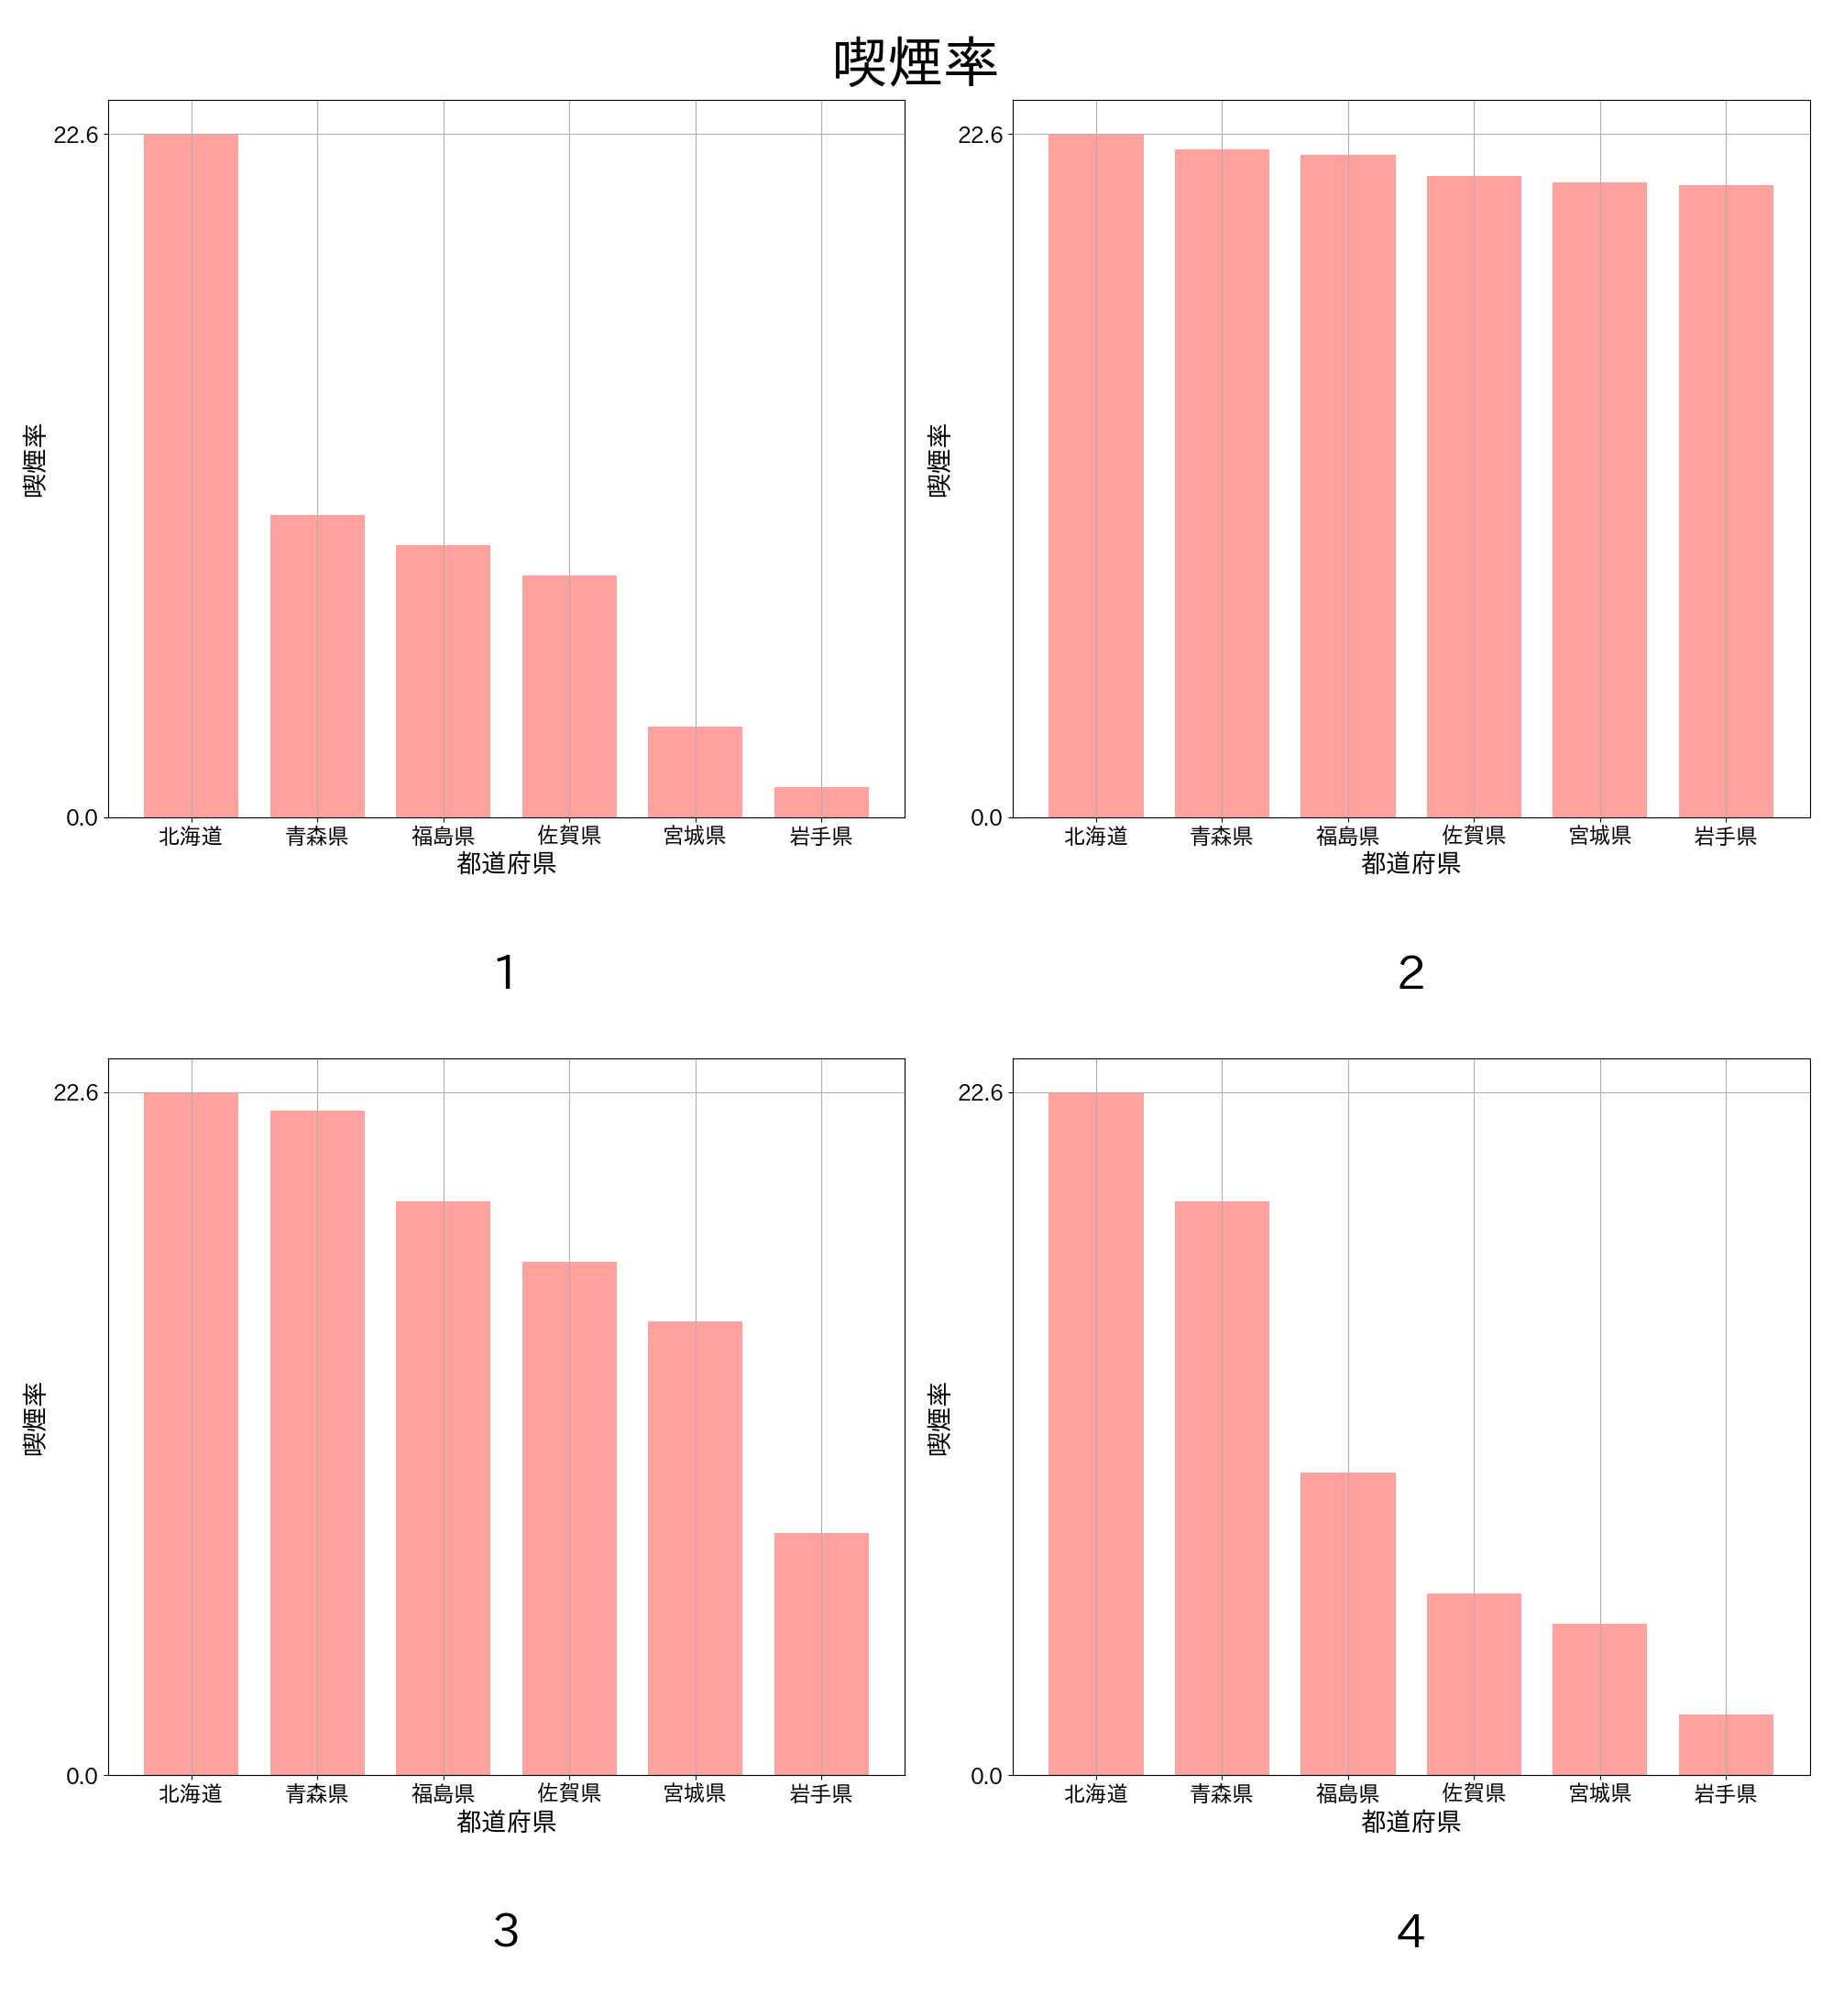 喫煙率
22.6
喫煙率
0.0
北海道 青森県 福島県 佐賀県 宮城県 岩手県
都道府県
1
22.6
喫煙率
0.0
北海道 青森県 福島県 佐賀県 宮城県 岩手県
都道府県
2
22.6
喫煙率
0.0
北海道 青森県 福島県 佐賀県 宮城県 岩手県
都道府県
3
22.6
喫煙率
0.0
北海道 青森県 福島県 佐賀県 宮城県 岩手県
都道府県
4